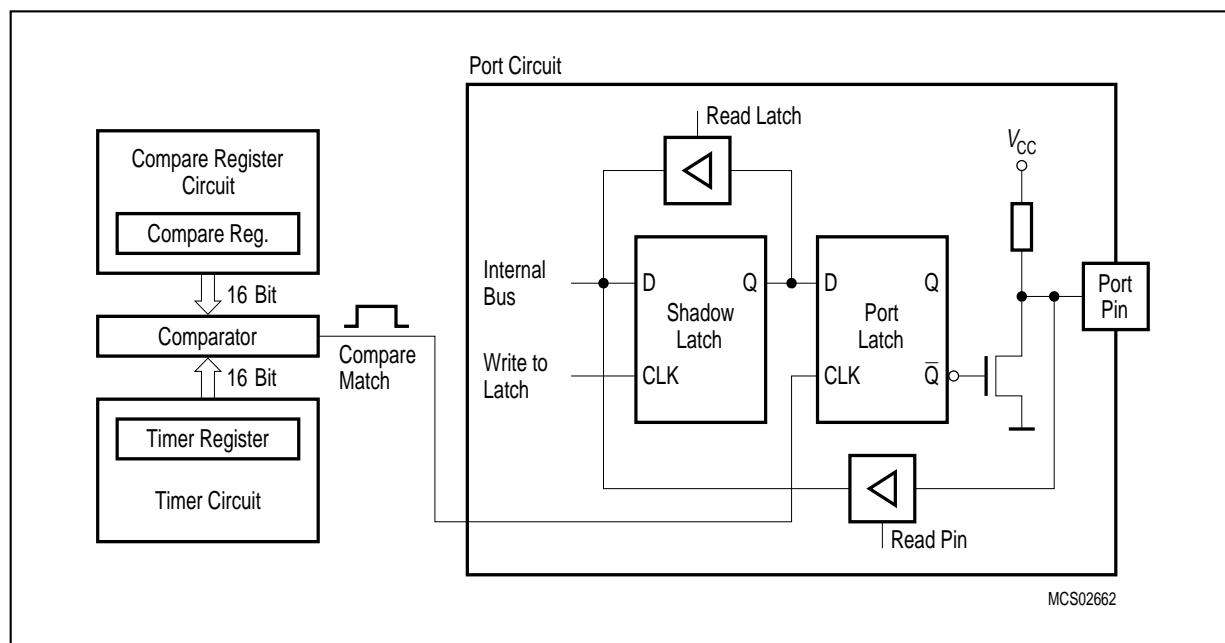 Port Circuit
Read Latch
Compare Register
Circuit
Compare Reg.
16 Bit
Comparator
16 Bit
Timer Register
Timer Circuit
Compare
Match
Internal
Bus
Write to
Latch
D
Q
Shadow
Latch
CLK
D
Q
Port
Latch
CLK
Q̅
VCC
Port
Pin
Read Pin
MCS02662